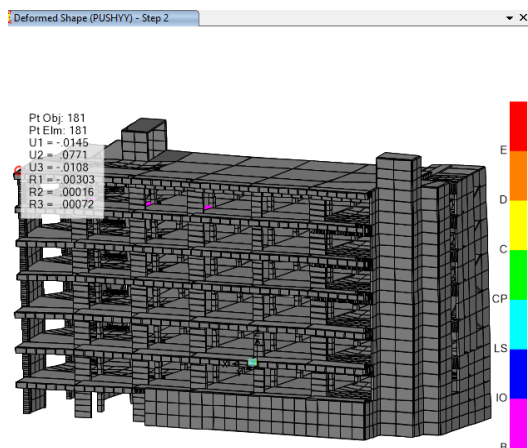 Deformed Shape (PUSHYY) - Step 2
Pt Obj: 181
Pt Elm: 181
U1 = -.0145
U2 = .0771
U3 = -.0108
R1 = -.00303
R2 = .00016
R3 = .00072
E
D
C
CP
LS
IO
B